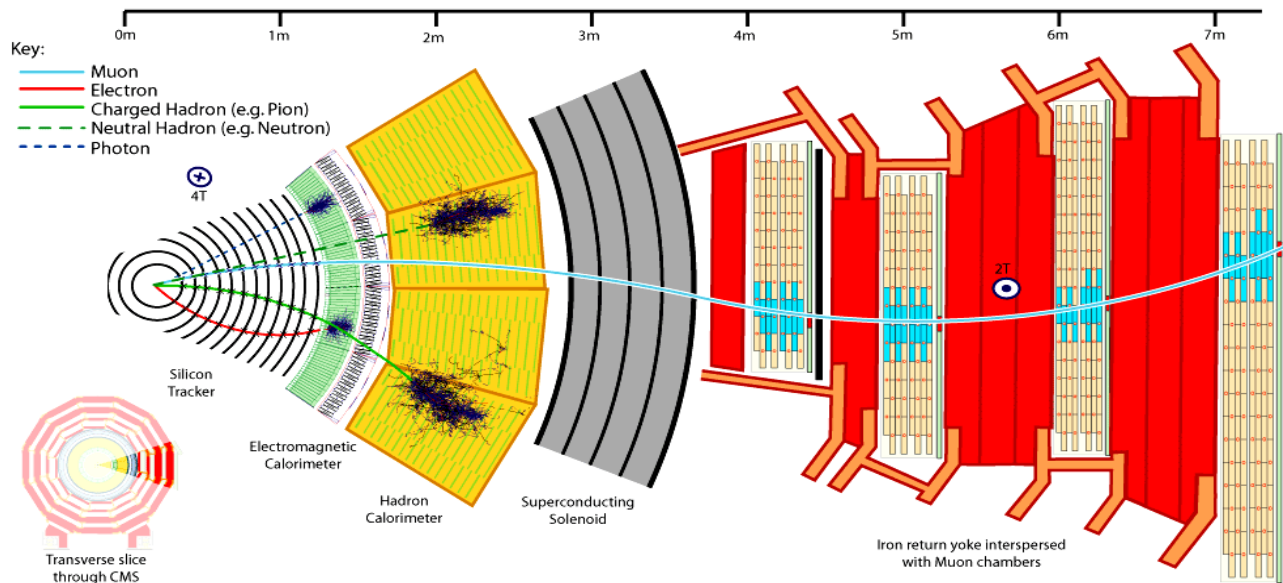 0m 1m 2m 3m 4m 5m 6m 7m
Key:
Muon
Electron
Charged Hadron (e.g. Pion)
Neutral Hadron (e.g. Neutron)
Photon
4T
2T
Silicon
Tracker
Electromagnetic
Calorimeter
Hadron
Calorimeter
Superconducting
Solenoid
Iron return yoke interspersed
with Muon chambers
Transverse slice
through CMS